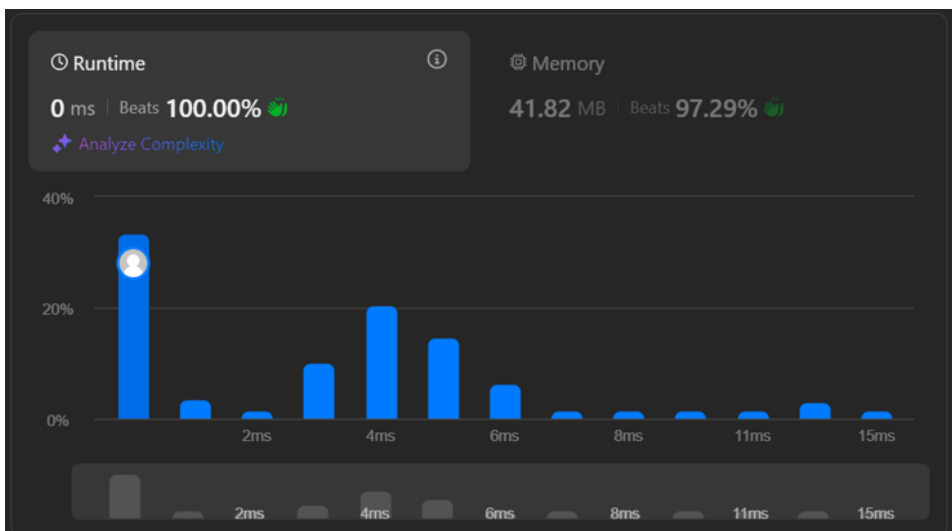 Runtime
0 ms | Beats 100.00%
Analyze Complexity
Memory
41.82 MB | Beats 97.29%
40%
20%
0%
2ms 4ms 6ms 8ms 11ms 15ms
2ms 4ms 6ms 8ms 11ms 15ms